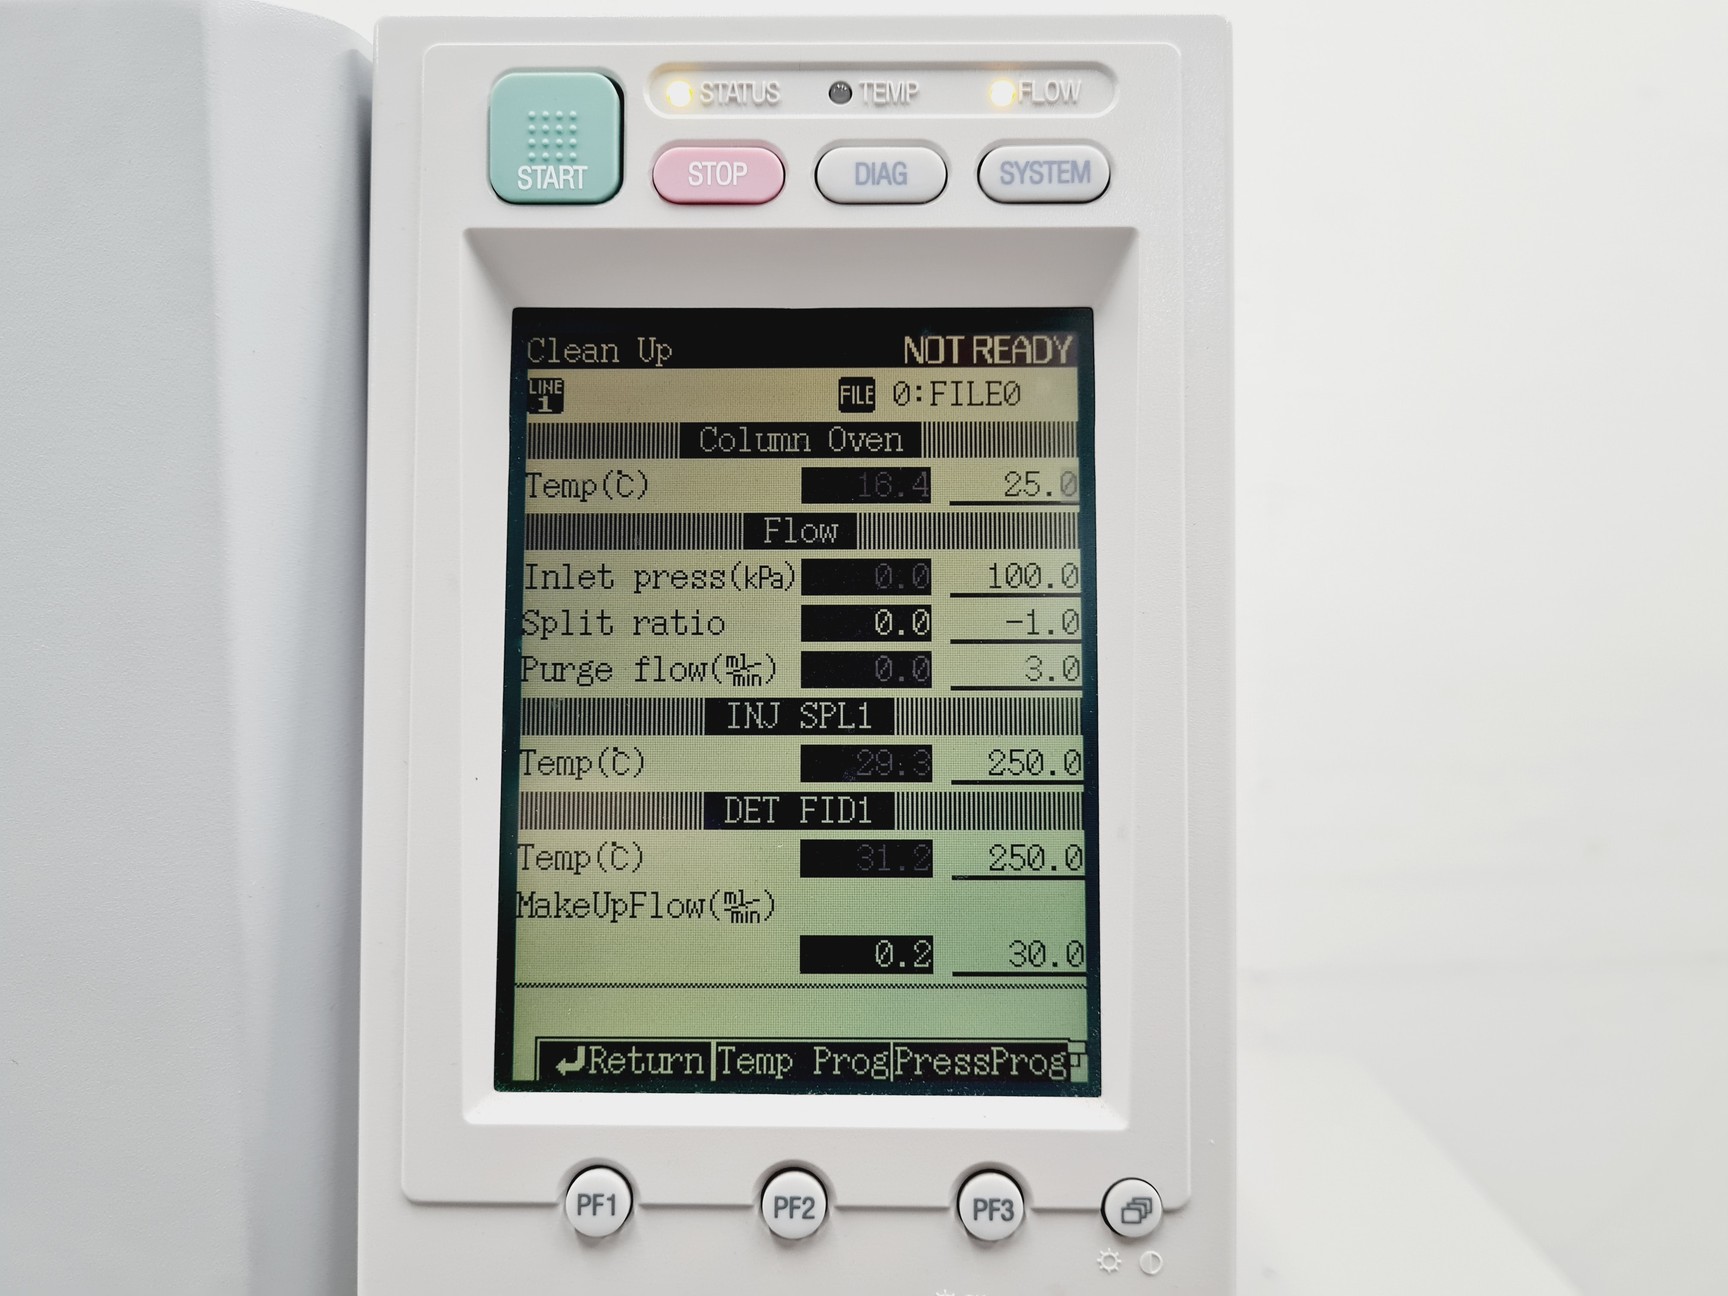 STATUS TEMP FLOW
START STOP DIAG SYSTEM
Clean Up NOT READY
LINE 1 FILE 0:FILE0
Column Oven
Temp(℃) 18.4 25.0
Flow
Inlet press(kPa) 0.0 100.0
Split ratio 0.0 -1.0
Purge flow(ml/min) 0.0 3.0
INJ SPL1
Temp(℃) 29.3 250.0
DET FID1
Temp(℃) 31.2 250.0
MakeUpFlow(ml/min)
0.2 30.0
Return Temp Prog PressProg
PF1 PF2 PF3